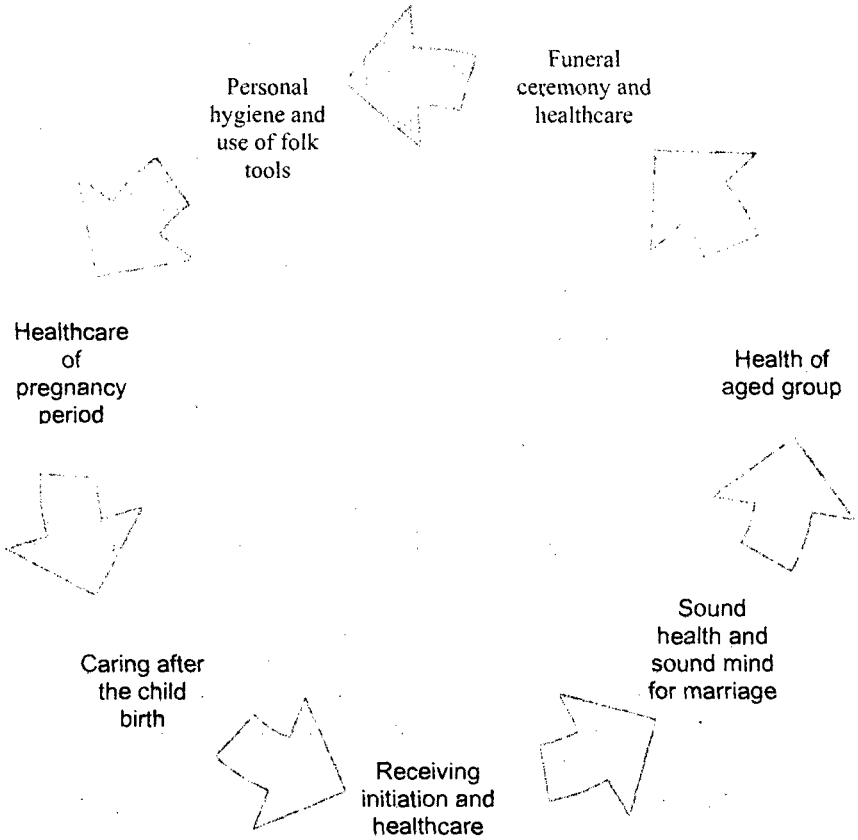 Funeral
ceremony and
healthcare
Personal
hygiene and
use of folk
tools
Healthcare
of
pregnancy
period
Caring after
the child
birth
Receiving
initiation and
healthcare
Sound
health and
sound mind
for marriage
Health of
aged group